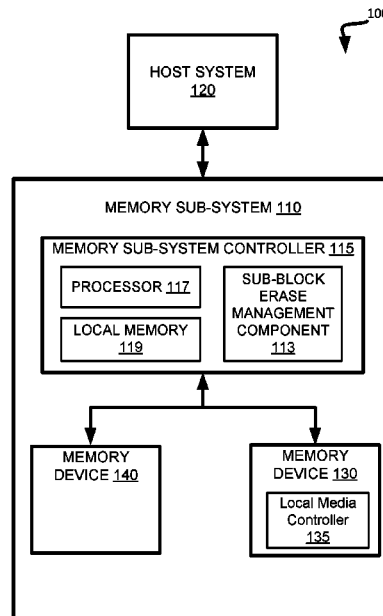 100
HOST SYSTEM
120
MEMORY SUB-SYSTEM 110
MEMORY SUB-SYSTEM CONTROLLER 115
PROCESSOR 117
LOCAL MEMORY
119
SUB-BLOCK
ERASE
MANAGEMENT
COMPONENT
113
MEMORY
DEVICE 140
MEMORY
DEVICE 130
Local Media
Controller
135